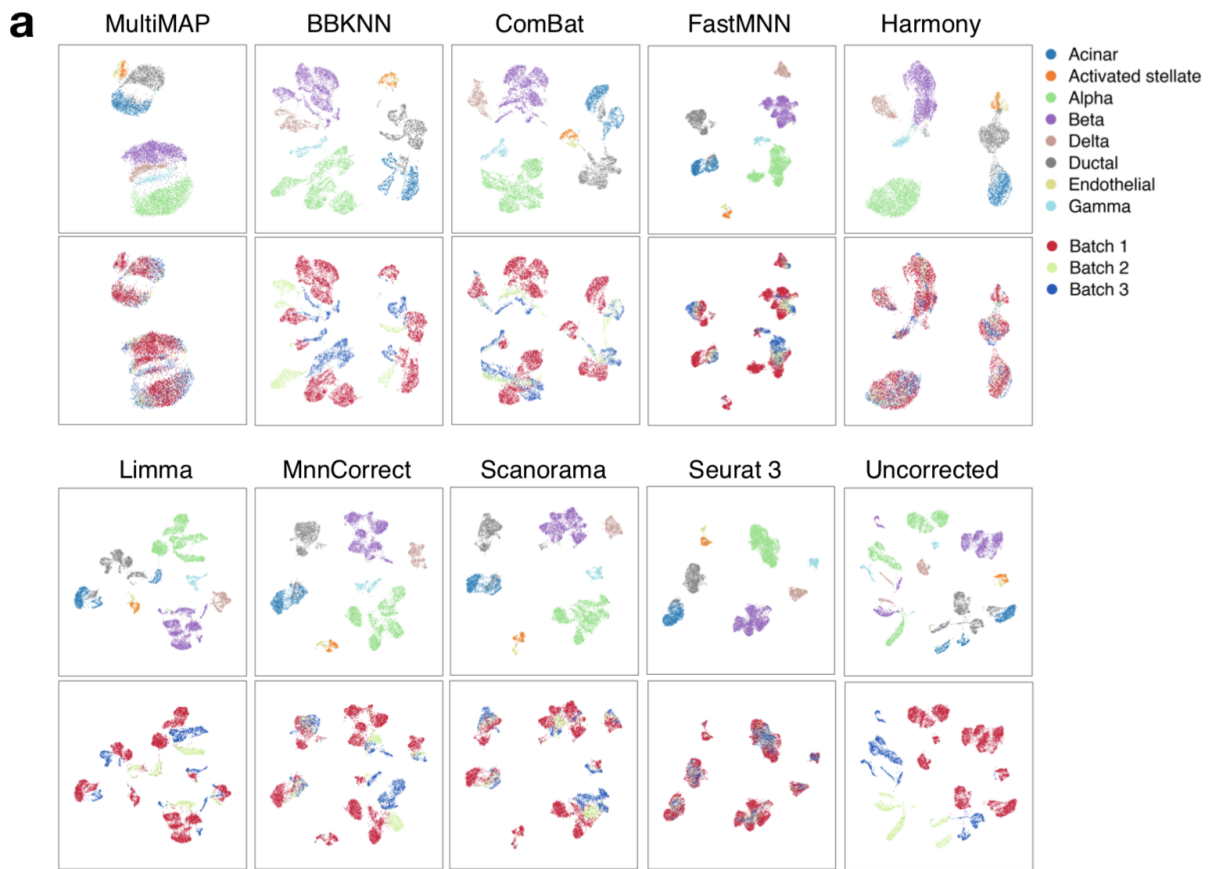 a
MultiMAP BBKNN ComBat FastMNN Harmony
Acinar
Activated stellate
Alpha
Beta
Delta
Ductal
Endothelial
Gamma
Batch 1
Batch 2
Batch 3
Limma MnnCorrect Scanorama Seurat 3 Uncorrected